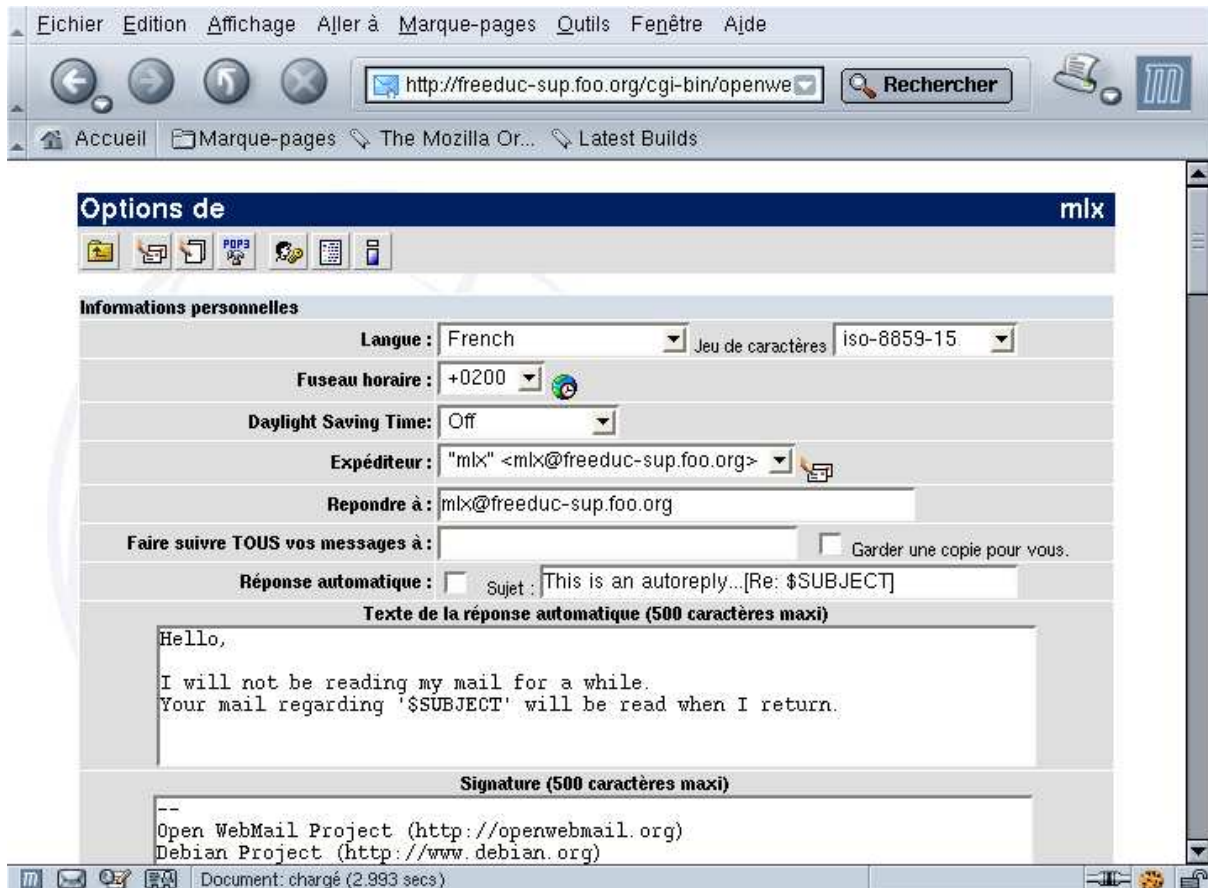 Fichier Edition Affichage Aller à Marque-pages Outils Fenêtre Aide
http://freeduc-sup.foo.org/cgi-bin/openwe Rechercher
Accueil Marque-pages The Mozilla Or... Latest Builds
Options de mlx
POP3
Informations personnelles
Langue : French Jeu de caractères iso-8859-15
Fuseau horaire : +0200
Daylight Saving Time: Off
Expéditeur : "mlx" <mlx@freeduc-sup.foo.org>
Repondre à : mlx@freeduc-sup.foo.org
Faire suivre TOUS vos messages à : Garder une copie pour vous.
Réponse automatique : Sujet : This is an autoreply...[Re: $SUBJECT]
Texte de la réponse automatique (500 caractères maxi)
Hello,
I will not be reading my mail for a while.
Your mail regarding '$SUBJECT' will be read when I return.
Signature (500 caractères maxi)
--
Open WebMail Project (http://openwebmail.org)
Debian Project (http://www.debian.org)
Document: chargé (2.993 secs)